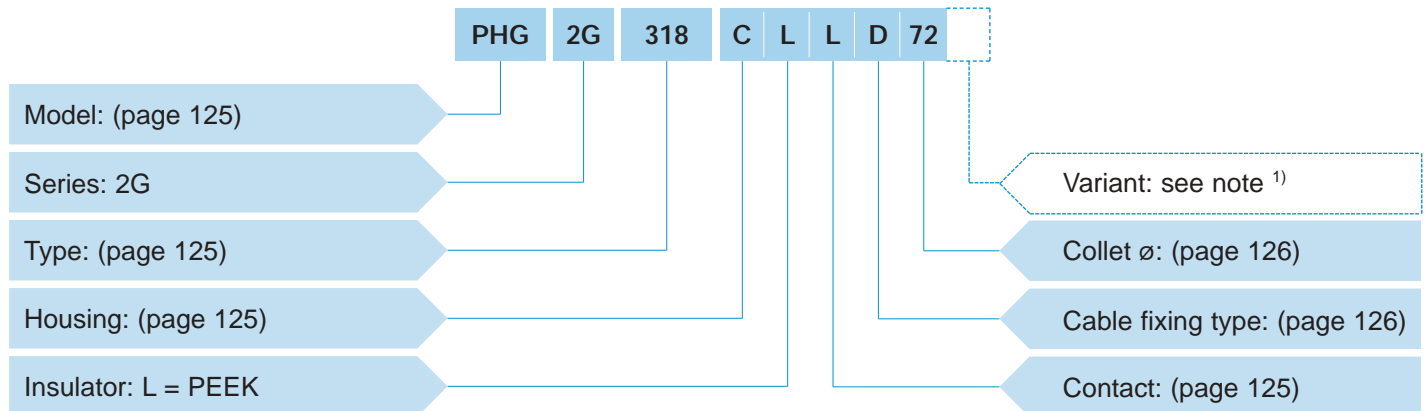 PHG 2G 318 C L L D 72
Model: (page 125)
Series: 2G
Type: (page 125)
Housing: (page 125)
Insulator: L = PEEK
Variant: see note 1)
Collet ø: (page 126)
Cable fixing type: (page 126)
Contact: (page 125)